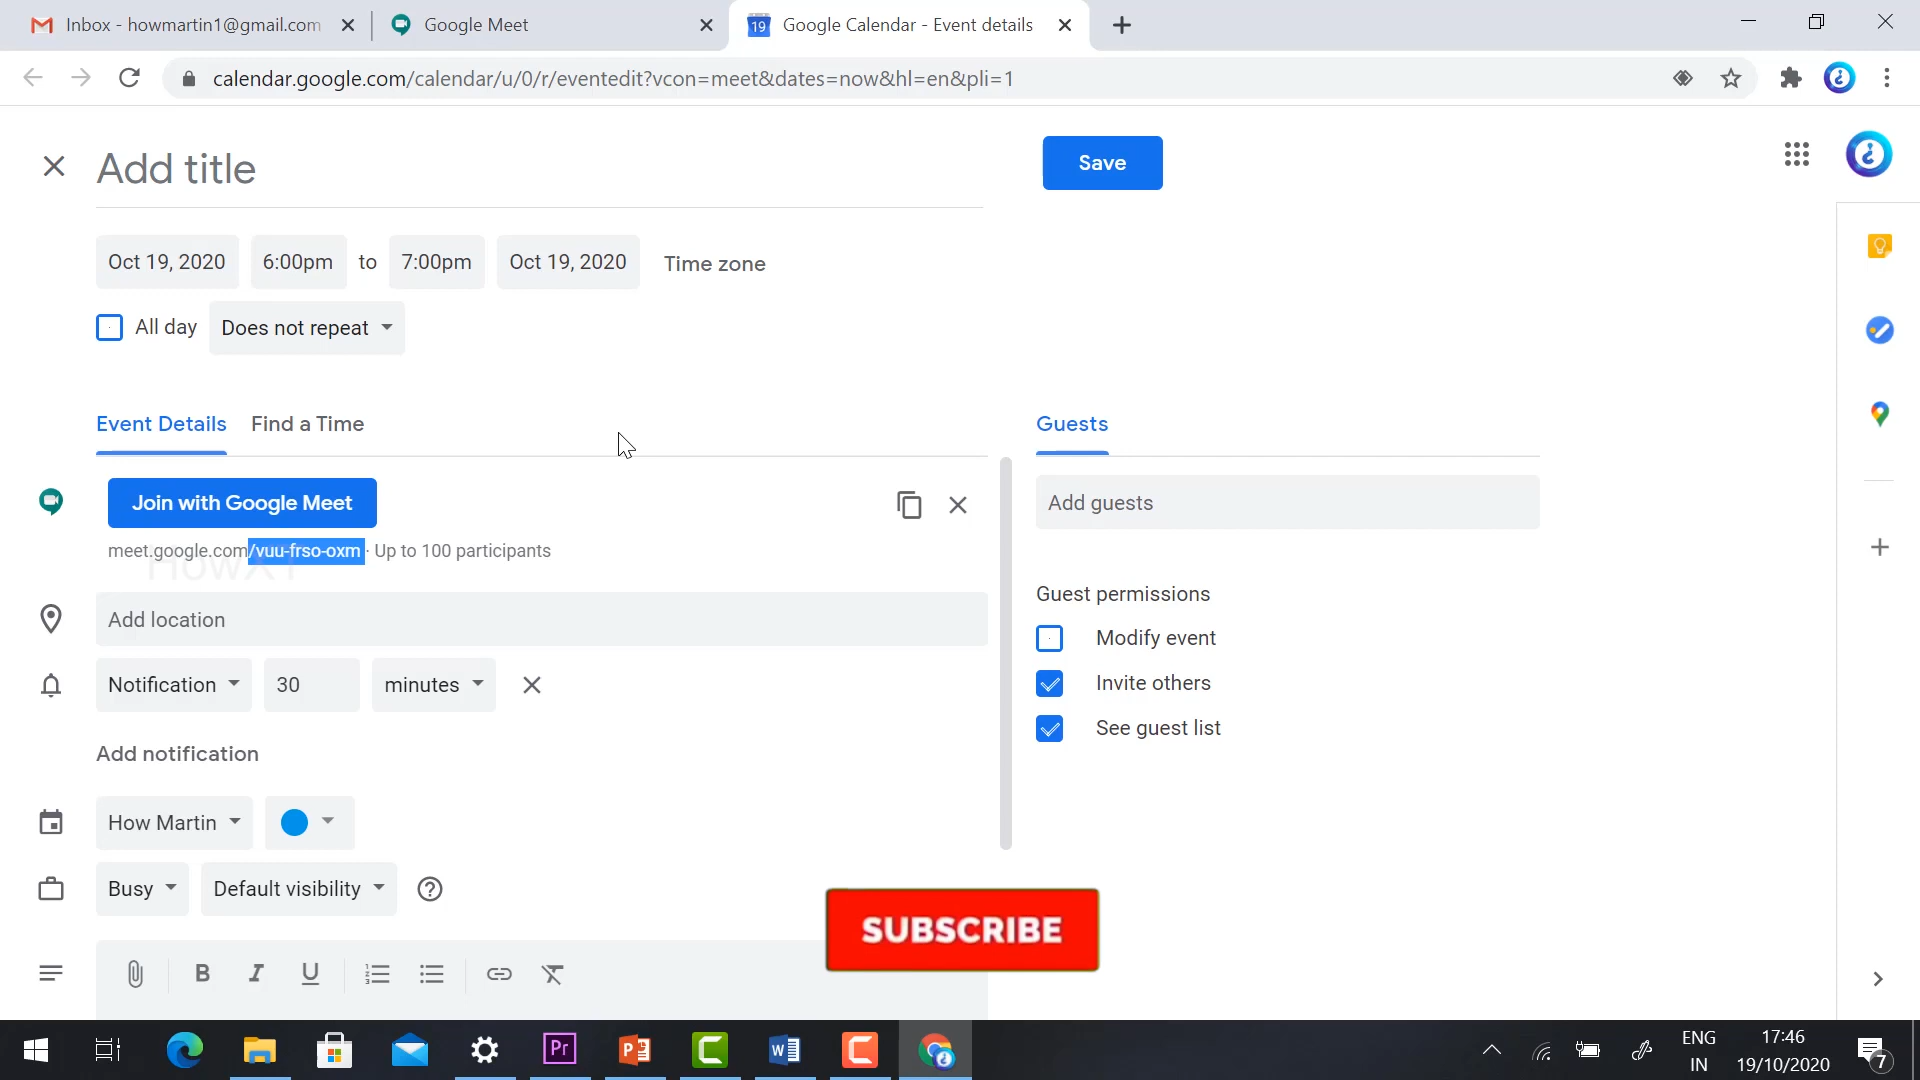 Inbox - howmartin1@gmail.com
Google Meet
19
Google Calendar - Event details
calendar.google.com/calendar/u/0/r/eventedit?vcon=meet&dates=now&hl=en&pli=1
Add title
Save
Oct 19, 2020 6:00pm to 7:00pm Oct 19, 2020 Time zone
All day Does not repeat
Event Details Find a Time
Guests
Join with Google Meet
Add guests
meet.google.com/vuu-frso-oxm · Up to 100 participants
HowX1
Guest permissions
Add location
Modify event
Notification 30 minutes
Invite others
See guest list
Add notification
How Martin
Busy Default visibility
SUBSCRIBE
B I U
Pr
ENG
IN
17:46
19/10/2020
7